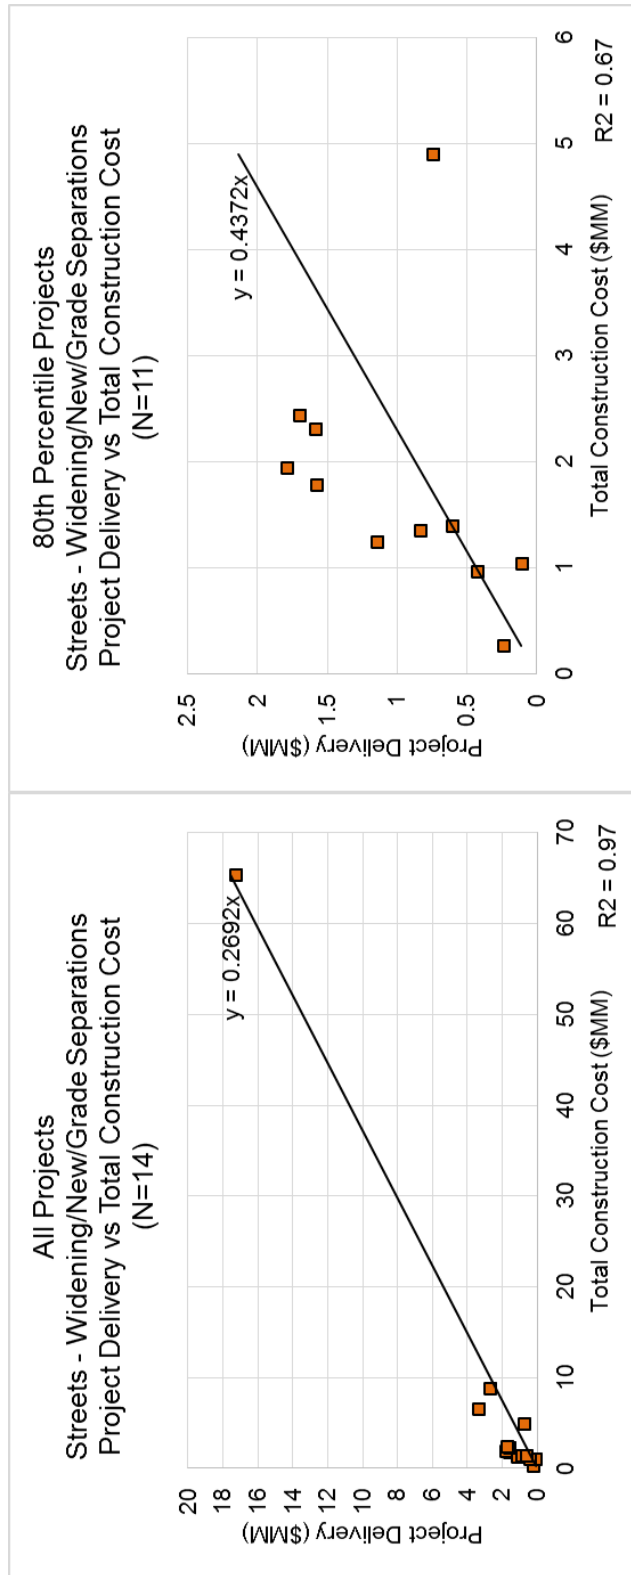 All Projects
Streets - Widening/New/Grade Separations
Project Delivery vs Total Construction Cost
(N=14)
20
18
16
14
12
10
8
6
4
2
0
Project Delivery ($MM)
y = 0.2692x
0
10
20
30
40
50
60
70
Total Construction Cost ($MM)
R2 = 0.97
80th Percentile Projects
Streets - Widening/New/Grade Separations
Project Delivery vs Total Construction Cost
(N=11)
2.5
2
1.5
1
0.5
0
Project Delivery ($MM)
y = 0.4372x
0
1
2
3
4
5
6
Total Construction Cost ($MM)
R2 = 0.67